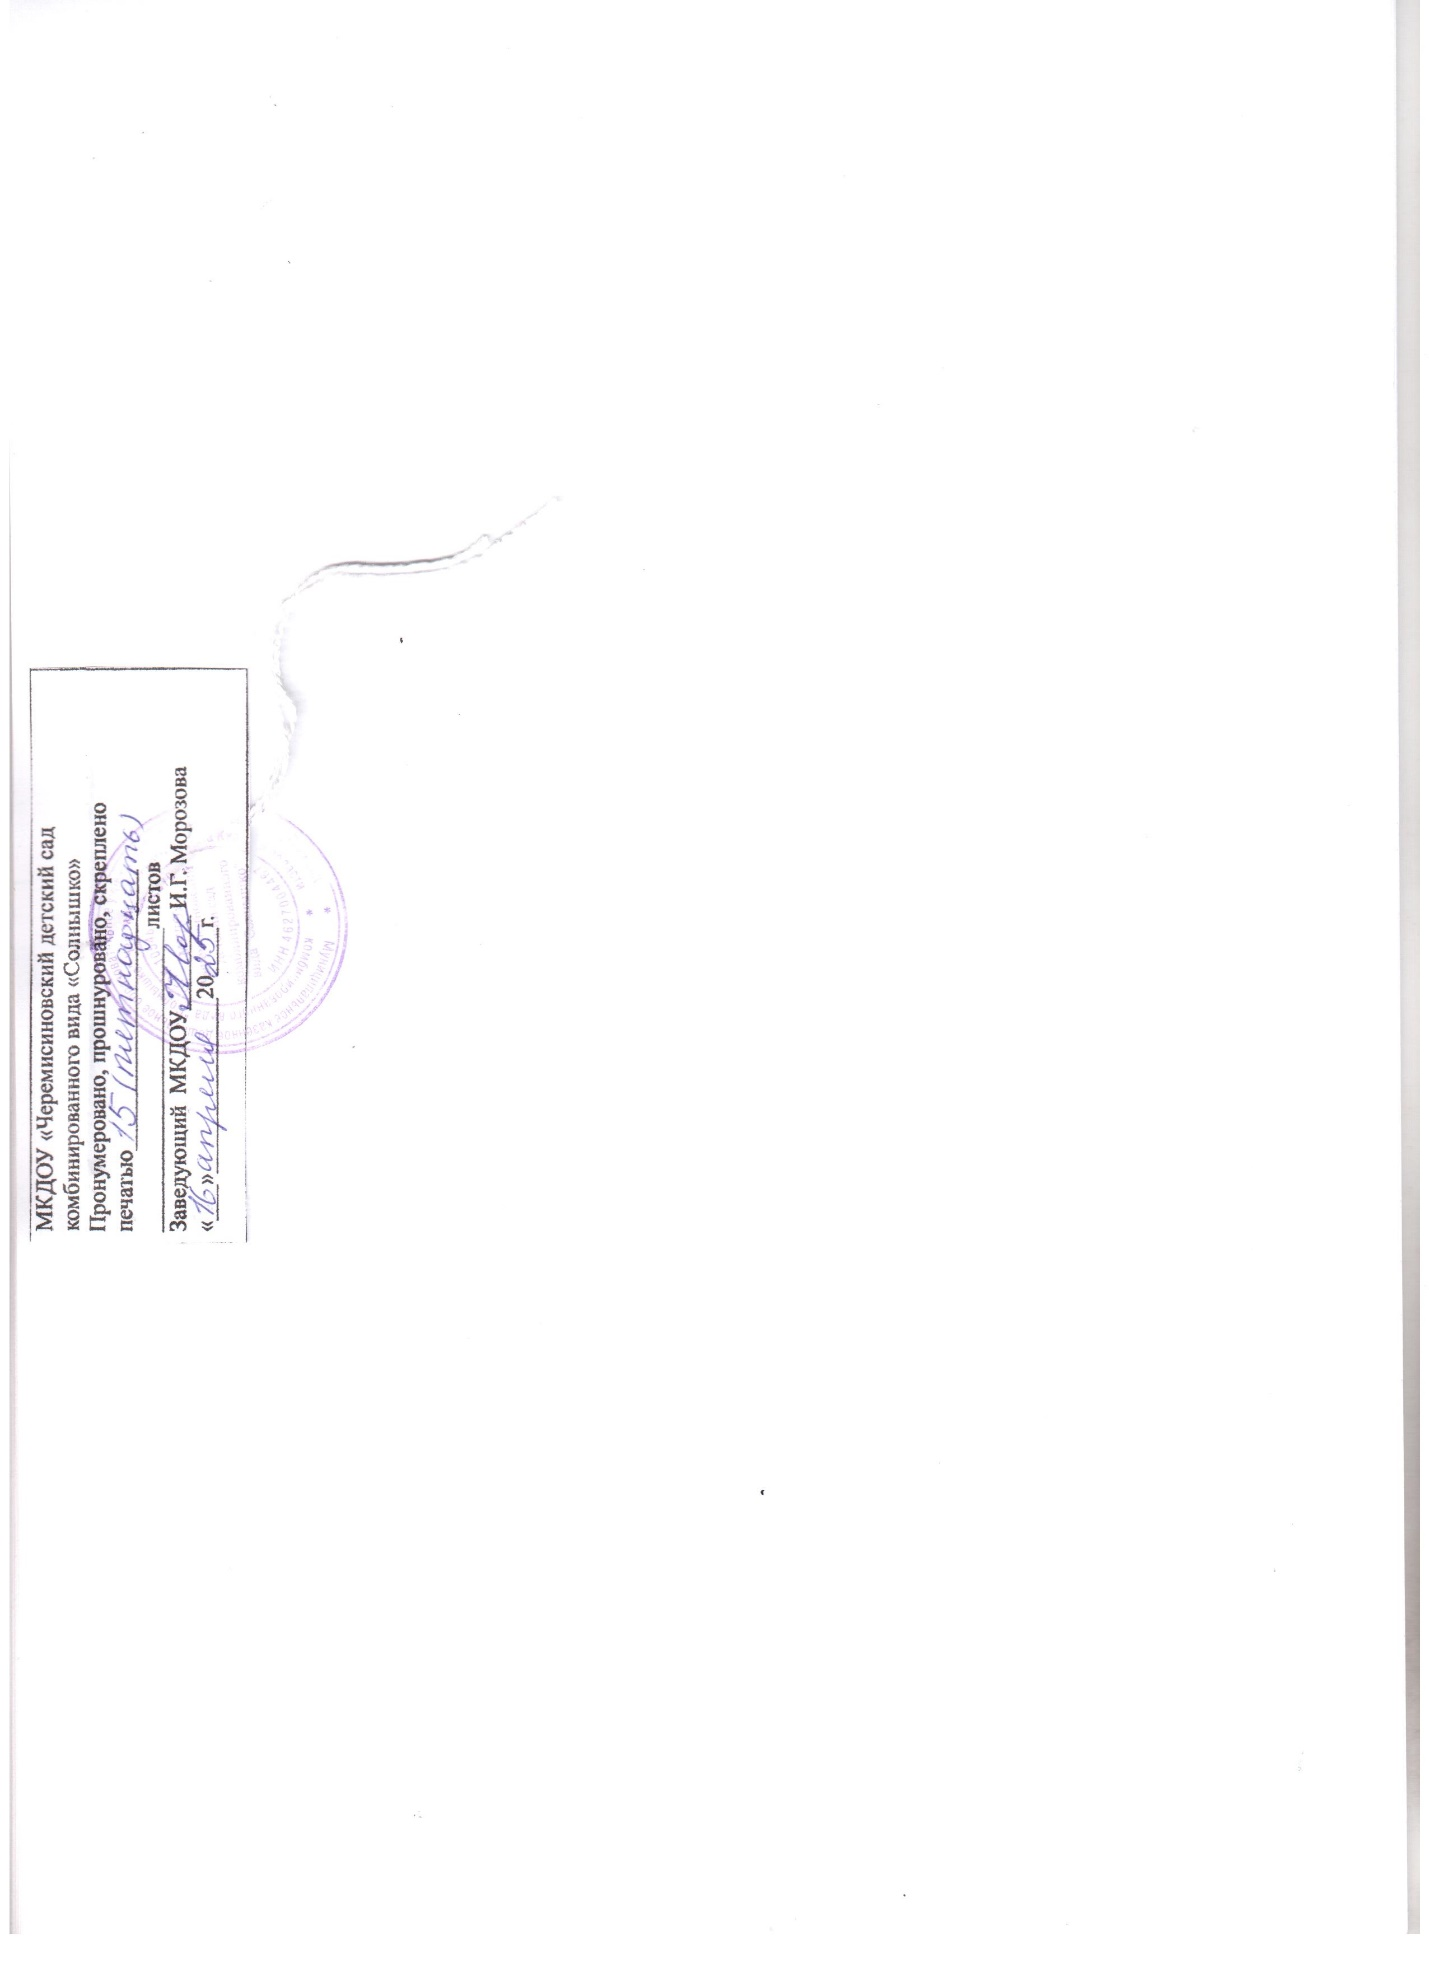 МКДОУ «Черемисиновский детский сад
комбинированного вида «Солнышко»
Пронумеровано, прошнуровано, скреплено
печатью 15 (пятнадцать)
листов
Заведующий МКДОУ И.Г. Морозова
«16» апреля 2025 г.